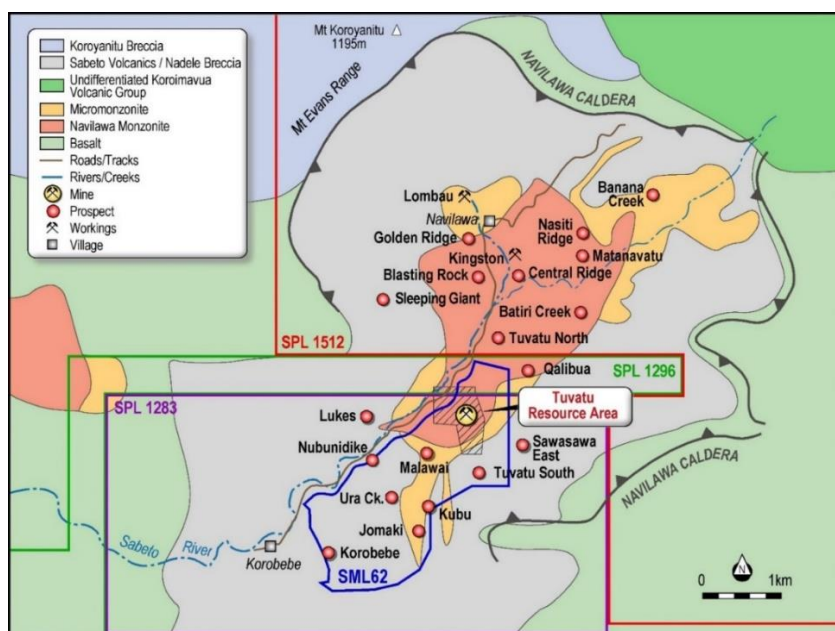 Koroyanitu Breccia
Sabeto Volcanics / Nadele Breccia
Undifferentiated Koroimavua
Volcanic Group
Micromonzonite
Navilawa Monzonite
Basalt
Roads/Tracks
Rivers/Creeks
Mine
Prospect
Workings
Village
Mt Koroyanitu
1195m
Mt Evans Range
NAVILAWA CALDERA
Lombau
Navilawa
Banana
Creek
Golden Ridge
Nasiti
Ridge
Kingston
Matanavatu
Blasting Rock
Central Ridge
Sleeping Giant
Batiri Creek
SPL 1512
Tuvatu North
SPL 1296
Qalibua
SPL 1283
Tuvatu
Resource Area
Lukes
Nubunidike
Malawai
Sawasawa
East
Tuvatu South
NAVILAWA CALDERA
Ura Ck.
Kubu
Jomaki
Sabeto River
Korobebe
Korobebe
SML62
N
0 1km